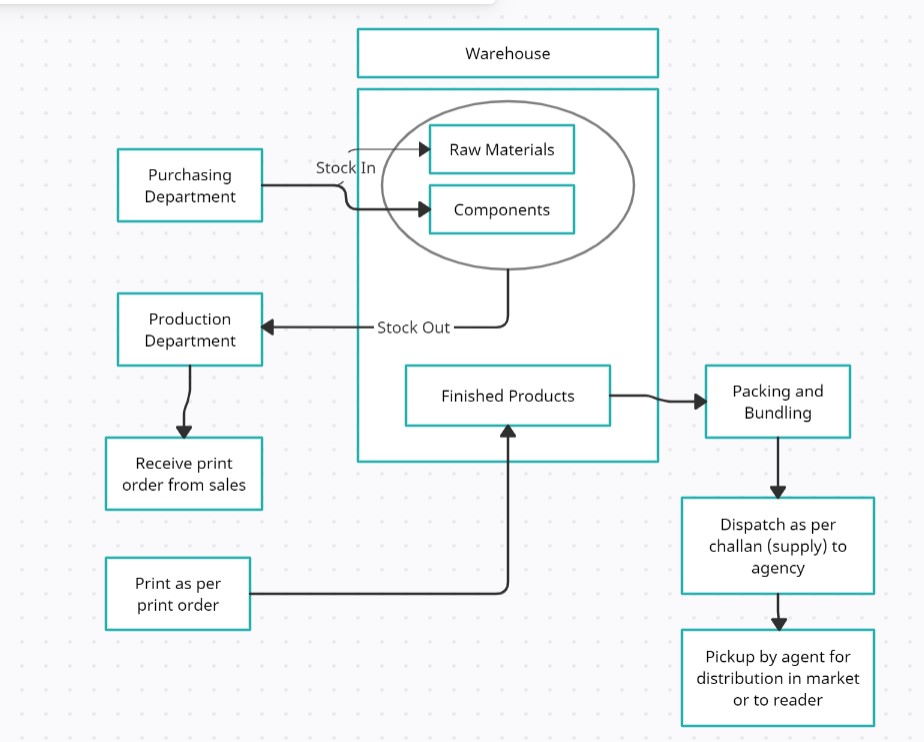 Warehouse
Raw Materials
Purchasing
Department
Stock In
Components
Production
Department
Stock Out
Finished Products
Packing and
Bundling
Receive print
order from sales
Dispatch as per
challan (supply) to
agency
Print as per
print order
Pickup by agent for
distribution in market
or to reader